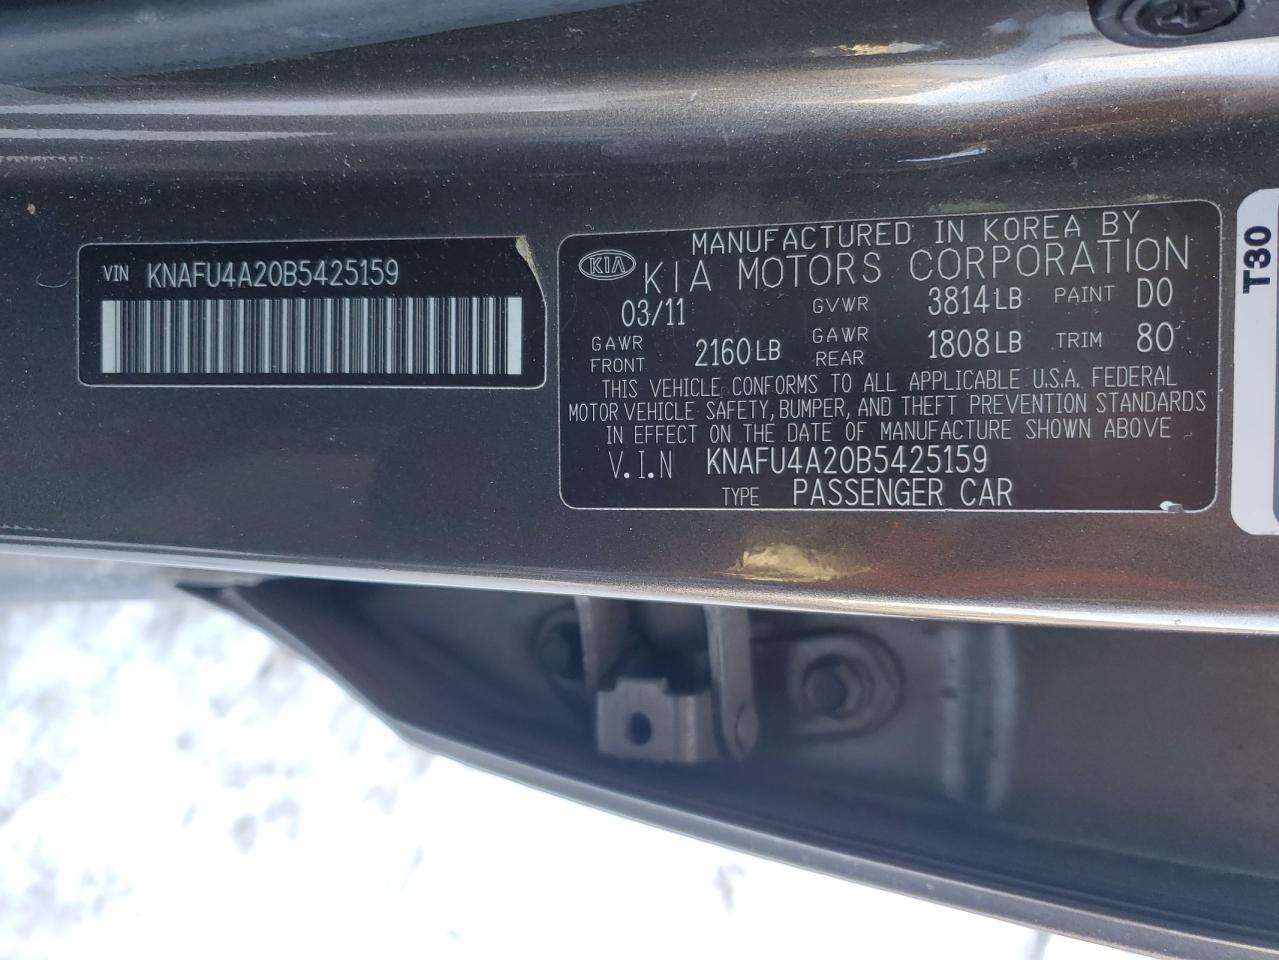 VIN KNAFU4A20B5425159
KIA
MANUFACTURED IN KOREA BY
KIA MOTORS CORPORATION
03/11 GVWR 3814LB PAINT D0
GAWR FRONT 2160LB GAWR REAR 1808LB TRIM 80
THIS VEHICLE CONFORMS TO ALL APPLICABLE U.S.A. FEDERAL
MOTOR VEHICLE SAFETY, BUMPER, AND THEFT PREVENTION STANDARDS
IN EFFECT ON THE DATE OF MANUFACTURE SHOWN ABOVE
V.I.N KNAFU4A20B5425159
TYPE PASSENGER CAR
T30